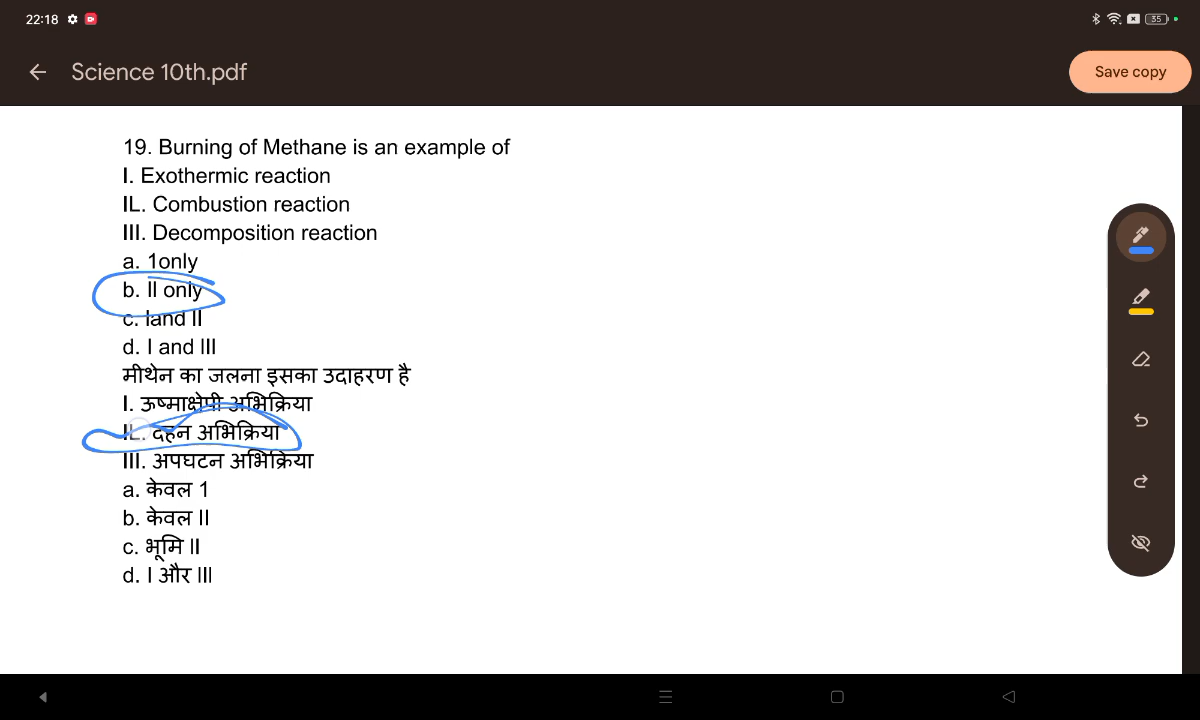 22:18
35
Science 10th.pdf
Save copy
19. Burning of Methane is an example of
I. Exothermic reaction
IL. Combustion reaction
III. Decomposition reaction
a. 1only
b. II only
c. Iand II
d. I and III
मीथेन का जलना इसका उदाहरण है
I. ऊष्माक्षेपी अभिक्रिया
IL. दहन अभिक्रिया
III. अपघटन अभिक्रिया
a. केवल 1
b. केवल II
c. भूमि II
d. I और III